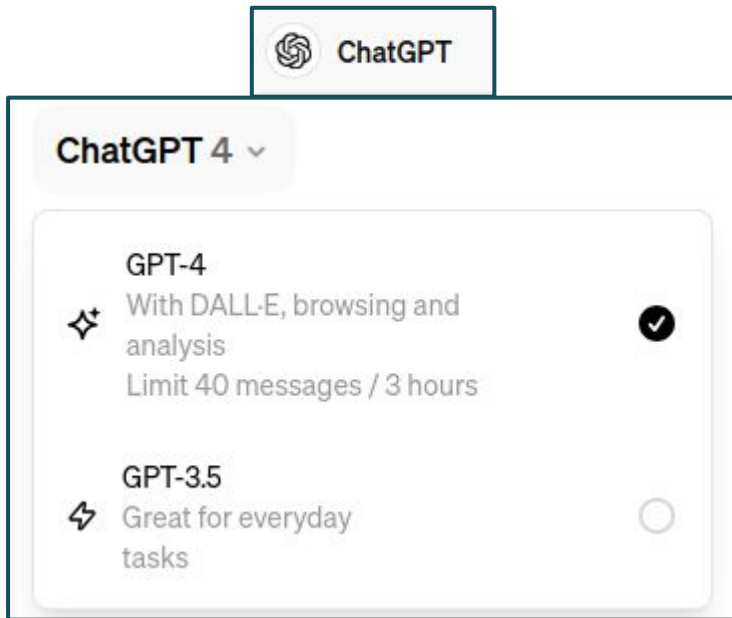 ChatGPT
ChatGPT 4
GPT-4
With DALL·E, browsing and
analysis
Limit 40 messages / 3 hours
GPT-3.5
Great for everyday
tasks